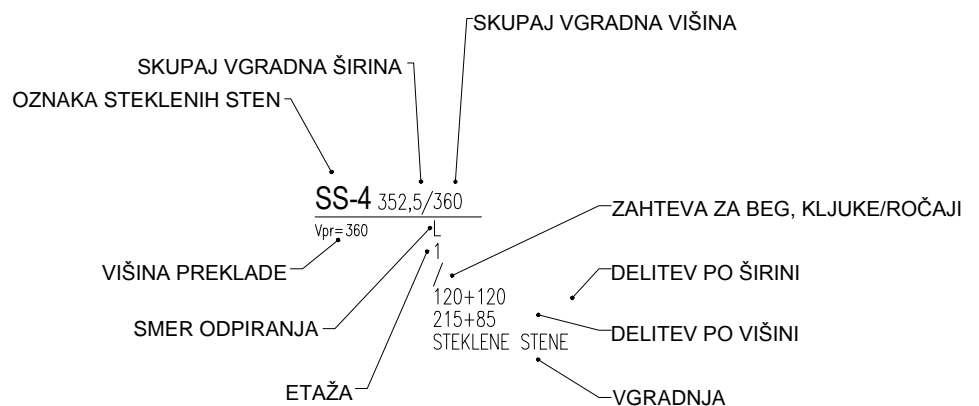 SKUPAJ VGRADNA VIŠINA
SKUPAJ VGRADNA ŠIRINA
OZNAKA STEKLENIH STEN
SS-4 352,5/360
Vpr= 360
L
1
/
120+120
215+85
STEKLENE STENE
ZAHTEVA ZA BEG, KLJUKE/ROČAJI
VIŠINA PREKLADE
DELITEV PO ŠIRINI
SMER ODPIRANJA
DELITEV PO VIŠINI
ETAŽA
VGRADNJA